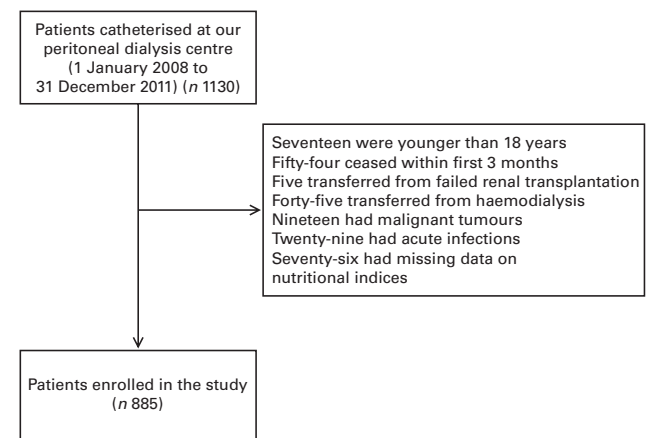 Patients catheterised at our
peritoneal dialysis centre
(1 January 2008 to
31 December 2011) (n 1130)
Seventeen were younger than 18 years
Fifty-four ceased within first 3 months
Five transferred from failed renal transplantation
Forty-five transferred from haemodialysis
Nineteen had malignant tumours
Twenty-nine had acute infections
Seventy-six had missing data on
nutritional indices
Patients enrolled in the study
(n 885)